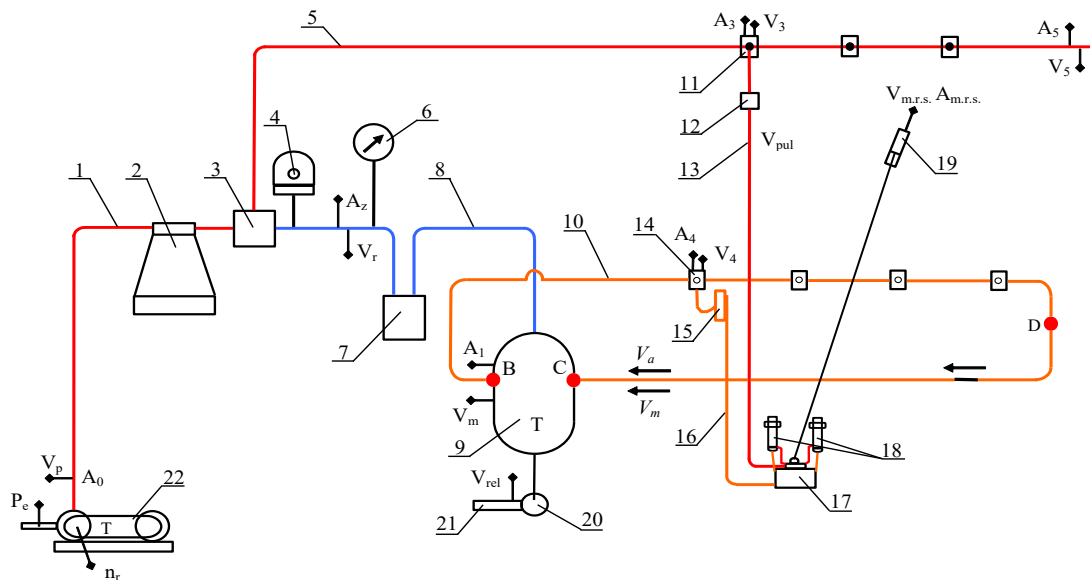 5
A3
V3
A5
V5
11
6
4
12
Vm.r.s. Am.r.s.
Vpul
13
19
1
2
3
Az
8
Vr
10
14
A4
V4
7
15
D
A1
B
C
Va
Vm
Vm
T
9
16
18
Vp
A0
22
Vrel
Pe
T
21
20
17
nr